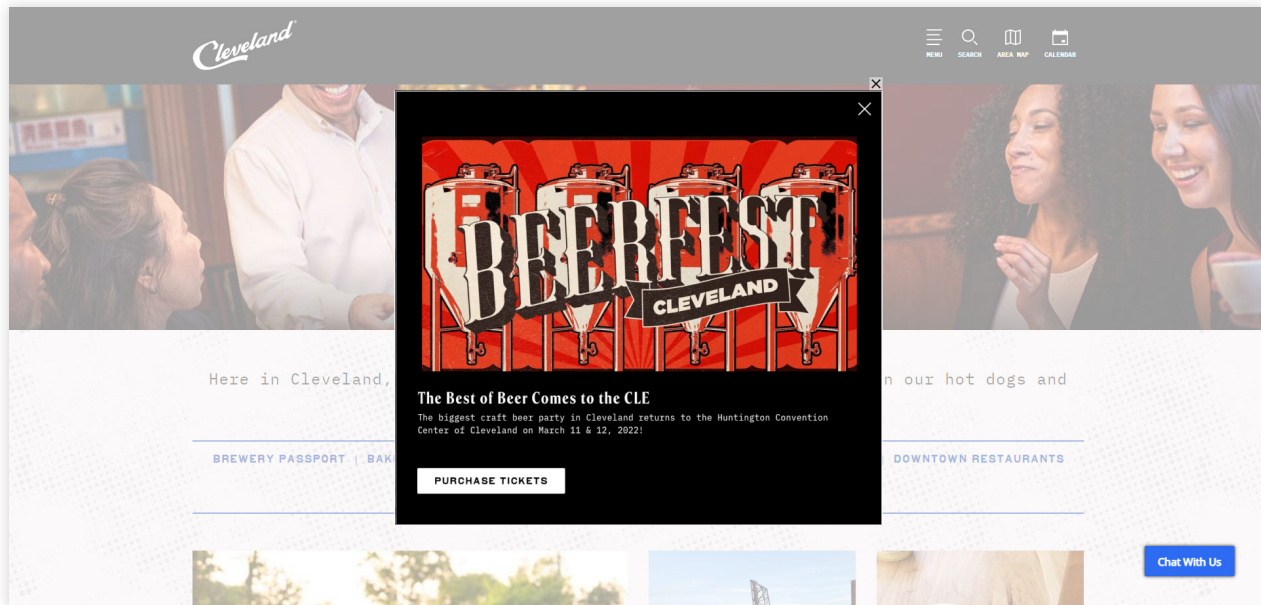 Cleveland
MENU SEARCH AREA MAP CALENDAR
BEERFEST
CLEVELAND
Here in Cleveland,
n our hot dogs and
The Best of Beer Comes to the CLE
The biggest craft beer party in Cleveland returns to the Huntington Convention
Center of Cleveland on March 11 & 12, 2022!
BREWERY PASSPORT | BAK
| DOWNTOWN RESTAURANTS
PURCHASE TICKETS
Chat With Us